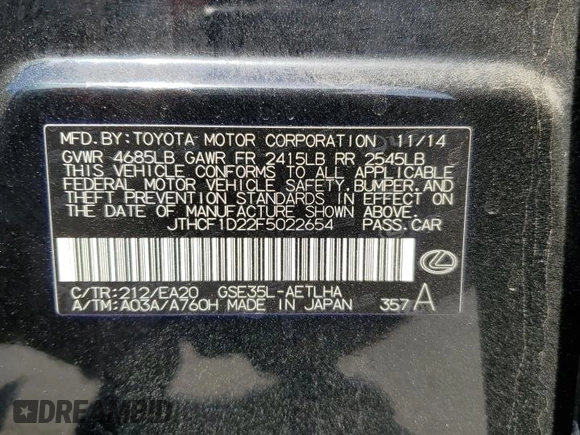 MFD. BY: TOYOTA MOTOR CORPORATION 11/14
GVWR 4685LB GAWR FR 2415LB RR 2545LB
THIS VEHICLE CONFORMS TO ALL APPLICABLE
FEDERAL MOTOR VEHICLE SAFETY, BUMPER, AND
THEFT PREVENTION STANDARDS IN EFFECT ON
THE DATE OF MANUFACTURE SHOWN ABOVE.
JTHCF1D22F5022654 PASS. CAR
C/TR: 212/EA20 GSE35L-AETLHA
A/TM: A03A/A760H MADE IN JAPAN 357 A
DREAMBID